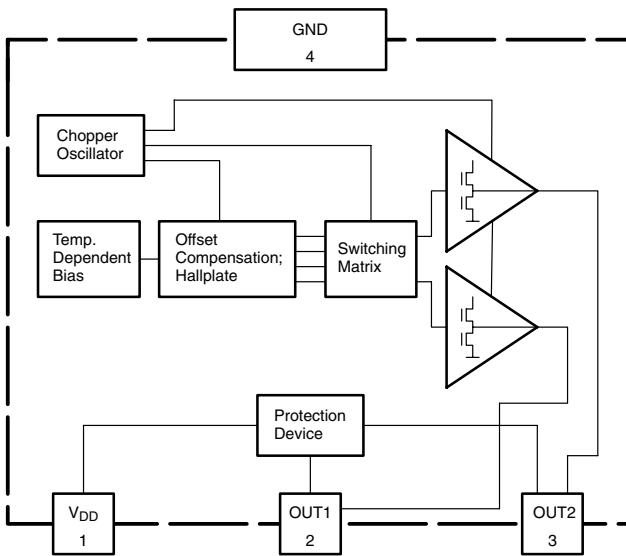 GND
4
Chopper
Oscillator
Temp.
Dependent
Bias
Offset
Compensation;
Hallplate
Switching
Matrix
Protection
Device
VDD
1
OUT1
2
OUT2
3